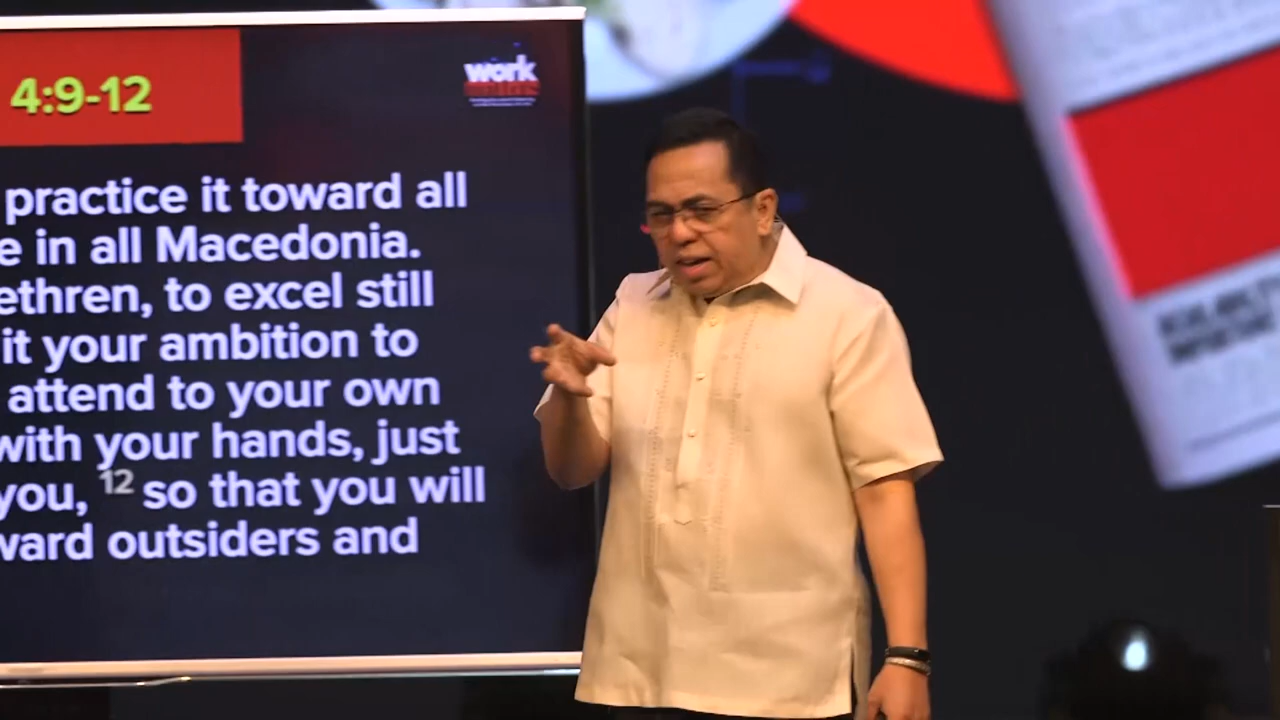 4:9-12
work
practice it toward all
e in all Macedonia.
ethren, to excel still
it your ambition to
attend to your own
with your hands, just
you, 12 so that you will
ward outsiders and